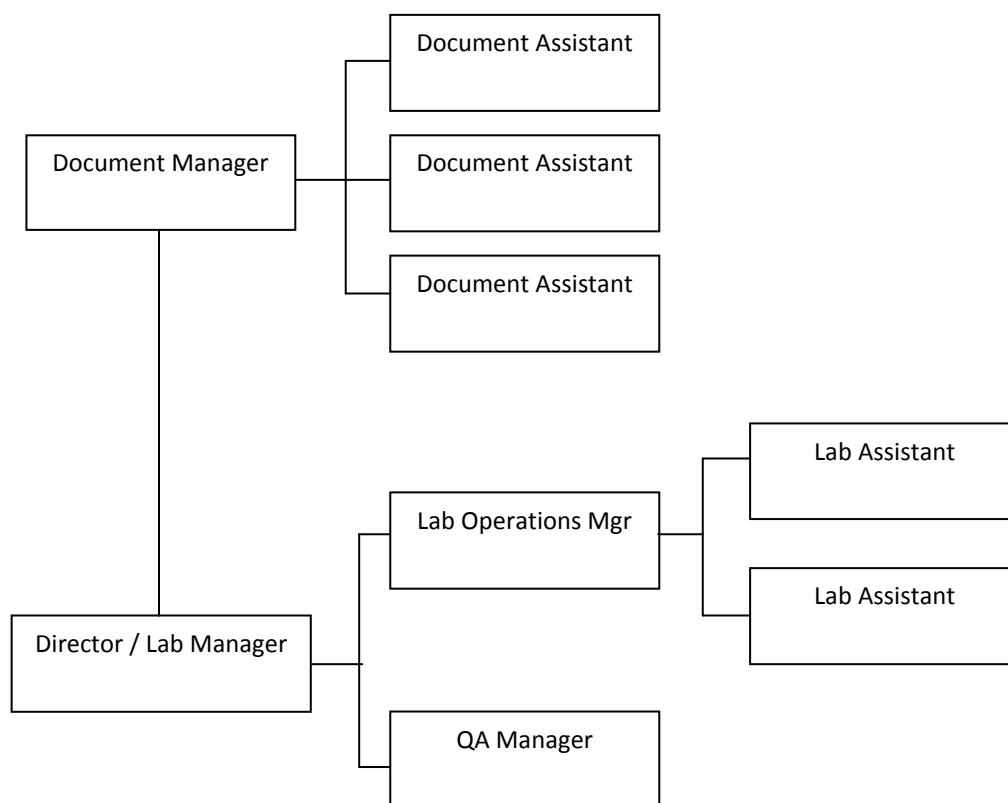 Document Assistant
Document Manager
Document Assistant
Document Assistant
Lab Assistant
Lab Operations Mgr
Lab Assistant
Director / Lab Manager
QA Manager